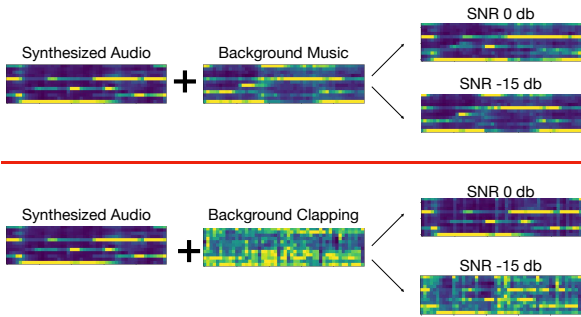 SNR 0 db
Synthesized Audio + Background Music
SNR -15 db
SNR 0 db
Synthesized Audio + Background Clapping
SNR -15 db